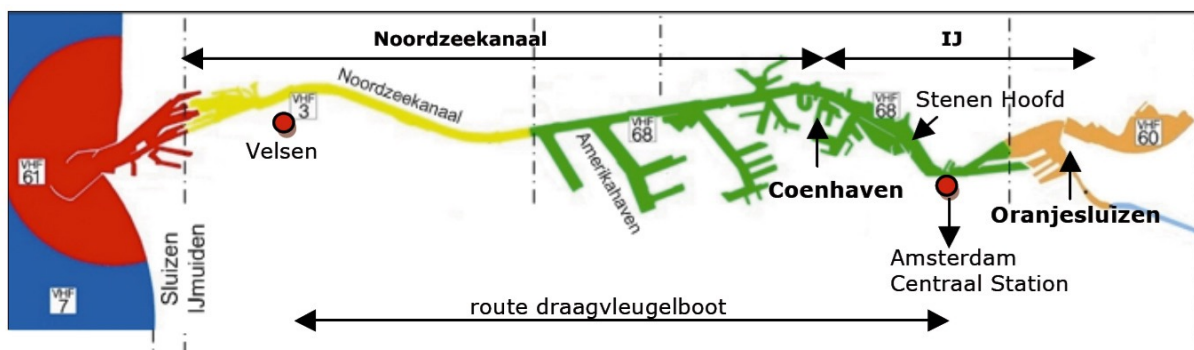 Noordzeekanaal
IJ
Noordzeekanaal
VHF
3
Velsen
VHF
61
VHF
7
Sluizen
IJmuiden
VHF
68
Amerikahaven
VHF
68
Stenen Hoofd
VHF
60
Coenhaven
Oranjesluizen
Amsterdam
Centraal Station
route draagvleugelboot